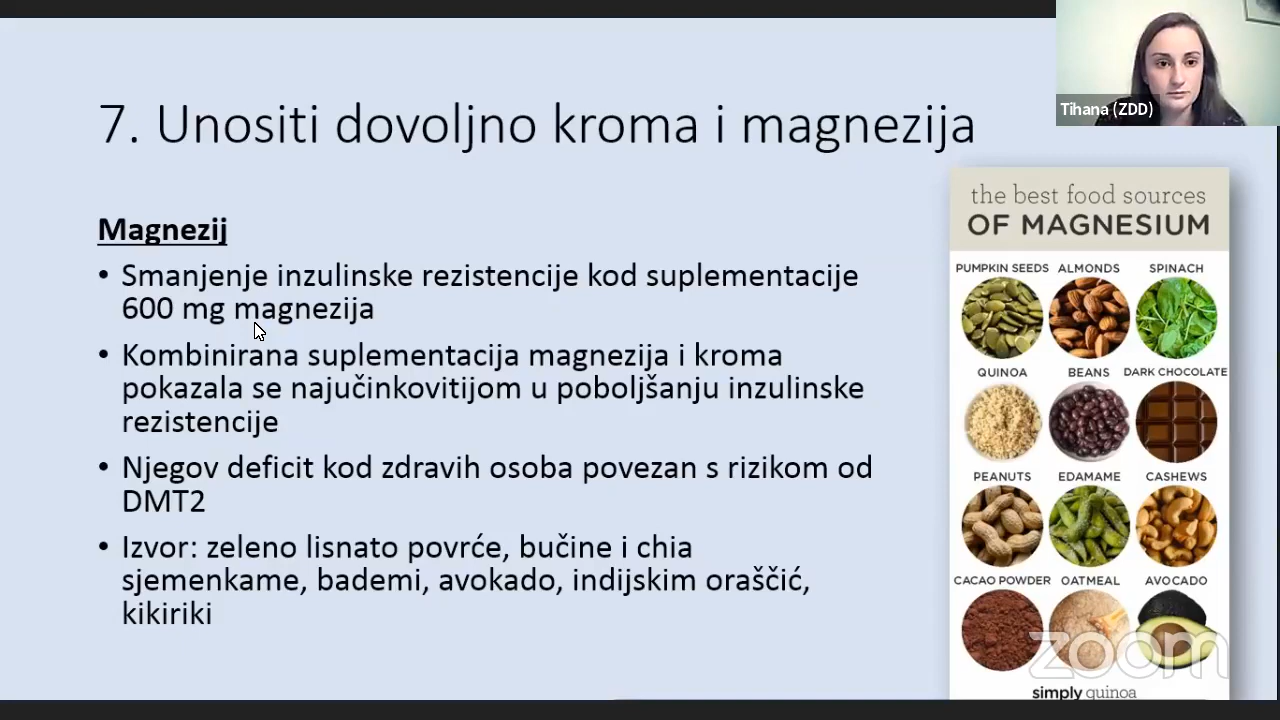 7. Unositi dovoljno kroma i magnezija
Tihana (ZDD)
Magnezij
• Smanjenje inzulinske rezistencije kod suplementacije
600 mg magnezija
• Kombinirana suplementacija magnezija i kroma
pokazala se najučinkovitijom u poboljšanju inzulinske
rezistencije
• Njegov deficit kod zdravih osoba povezan s rizikom od
DMT2
• Izvor: zeleno lisnato povrće, bučine i chia
sjemenkame, bademi, avokado, indijskim oraščić,
kikiriki
the best food sources
OF MAGNESIUM
PUMPKIN SEEDS ALMONDS SPINACH
QUINOA BEANS DARK CHOCOLATE
PEANUTS EDAMAME CASHEWS
CACAO POWDER OATMEAL AVOCADO
zoom
simply quinoa